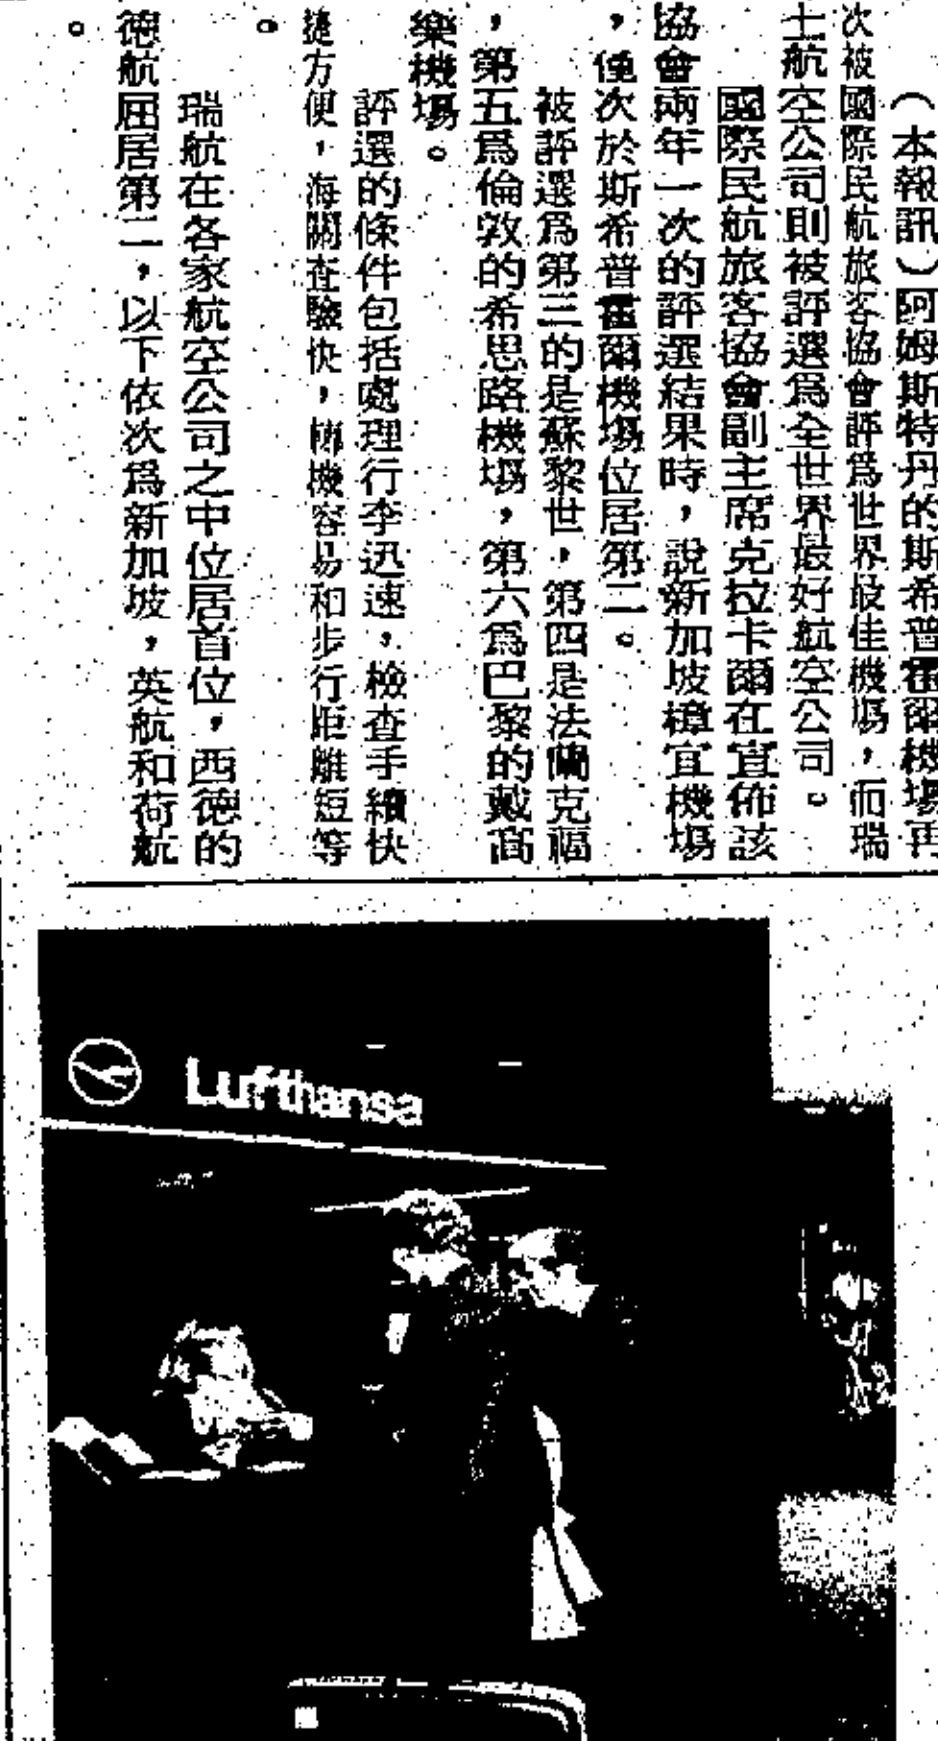 （本報訊）阿姆斯特丹的斯希普霍爾機場再
次被國際民航旅客協會評爲世界最佳機場，而瑞
士航空公司則被評選爲全世界最好航空公司。
國際民航旅客協會副主席克拉卡爾在宣佈該
協會兩年一次的評選結果時，說新加坡樟宜機場
，僅次於斯希普霍爾機場位居第二。
被評選爲第三的是蘇黎世，第四是法蘭克福
，第五爲倫敦的希思路機場，第六爲巴黎的戴高
樂機場。
評選的條件包括處理行李迅速，檢查手續快
捷方便，海關查驗快，轉機容易和步行距離短等
。
瑞航在各家航空公司之中位居首位，西德的
德航屈居第二，以下依次爲新加坡，英航和荷航
。
Lufthansa